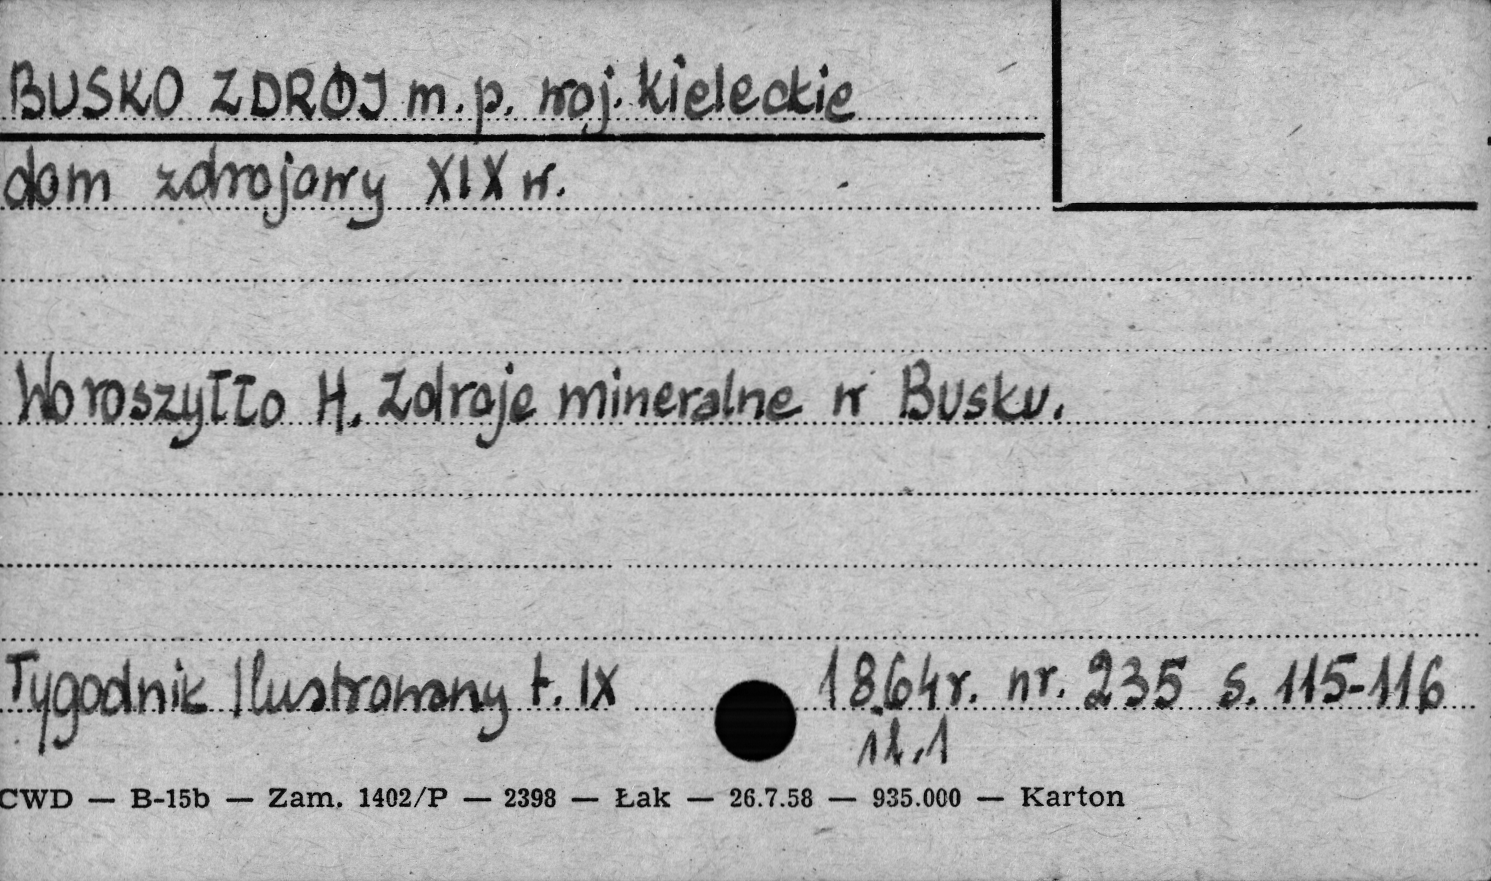 BUSKO ZDRÓJ m.p. woj. kieleckie
dom zdrojowy XIX w.
Woroszyłło H. Zdroje mineralne w Busku.
Tygodnik Ilustrowany t. IX 1864r. nr. 235 s. 115-116
il.1
CWD — B-15b — Zam. 1402/P — 2398 — Łak — 26.7.58 — 935.000 — Karton